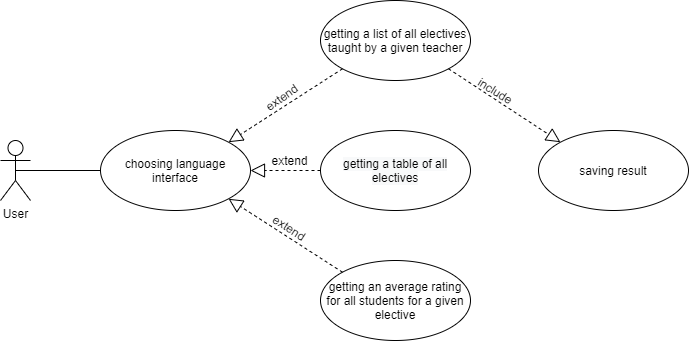 getting a list of all electives
taught by a given teacher
extend
include
choosing language
interface
extend
getting a table of all
electives
saving result
User
extend
getting an average rating
for all students for a given
elective